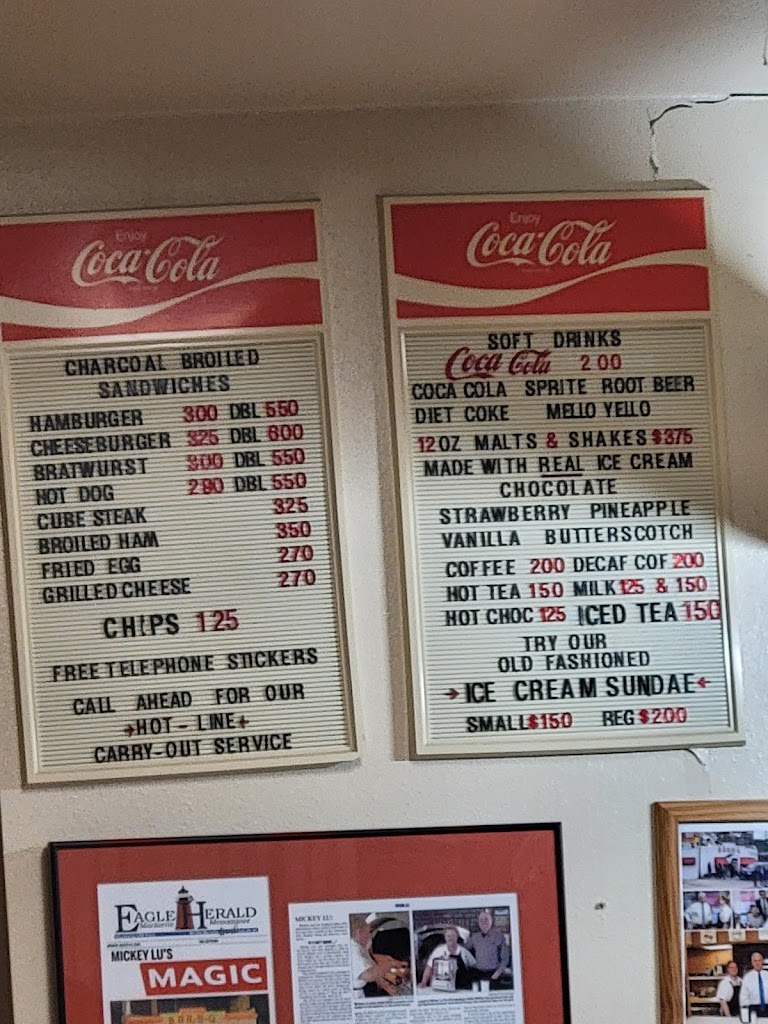 Enjoy
Coca-Cola
CHARCOAL BROILED
SANDWICHES
HAMBURGER 300 DBL 550
CHEESEBURGER 325 DBL 600
BRATWURST 300 DBL 550
HOT DOG 280 DBL 550
CUBE STEAK 325
BROILED HAM 350
FRIED EGG 270
GRILLED CHEESE 270
CHIPS 125
FREE TELEPHONE STICKERS
CALL AHEAD FOR OUR
HOT-LINE
CARRY-OUT SERVICE
Enjoy
Coca-Cola
SOFT DRINKS
Coca-Cola 200
COCA COLA SPRITE ROOT BEER
DIET COKE MELLO YELLO
12OZ MALTS & SHAKES $375
MADE WITH REAL ICE CREAM
CHOCOLATE
STRAWBERRY PINEAPPLE
VANILLA BUTTERSCOTCH
COFFEE 200 DECAF COF 200
HOT TEA 150 MILK 125 & 150
HOT CHOC 125 ICED TEA 150
TRY OUR
OLD FASHIONED
ICE CREAM SUNDAE
SMALL $150 REG $200
EAGLE HERALD
MICKEY LU'S
MAGIC
BAR-B-Q
MICKEY LU